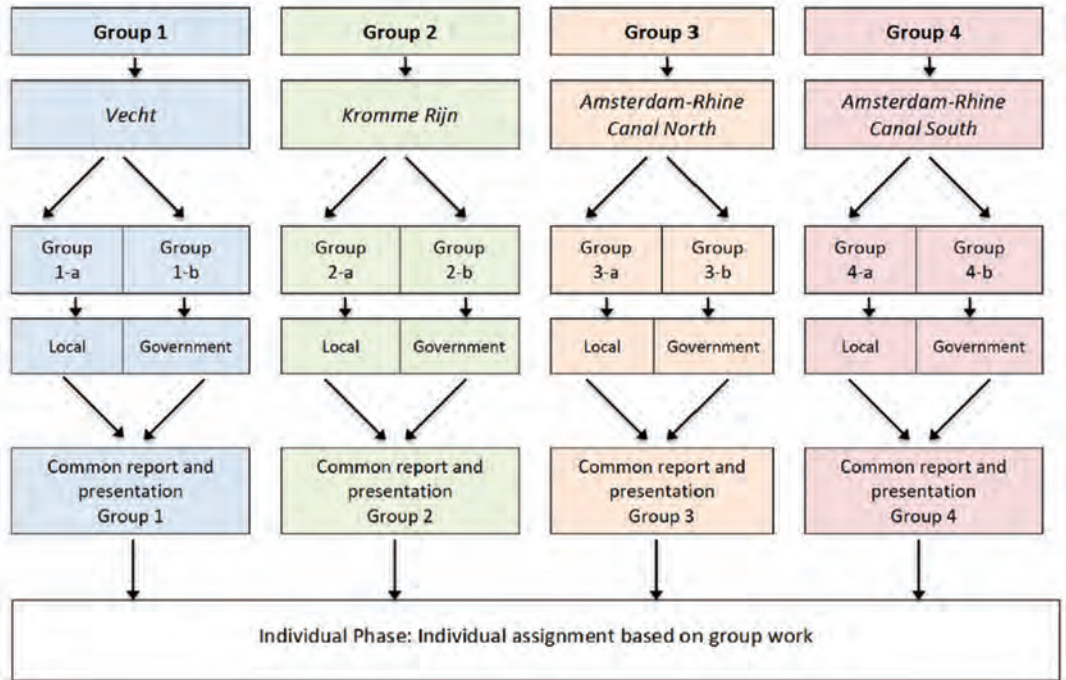 Group 1
Group 2
Group 3
Group 4
Vecht
Kromme Rijn
Amsterdam-Rhine
Canal North
Amsterdam-Rhine
Canal South
Group
1-a
Group
1-b
Group
2-a
Group
2-b
Group
3-a
Group
3-b
Group
4-a
Group
4-b
Local
Government
Local
Government
Local
Government
Local
Government
Common report and
presentation
Group 1
Common report and
presentation
Group 2
Common report and
presentation
Group 3
Common report and
presentation
Group 4
Individual Phase: Individual assignment based on group work